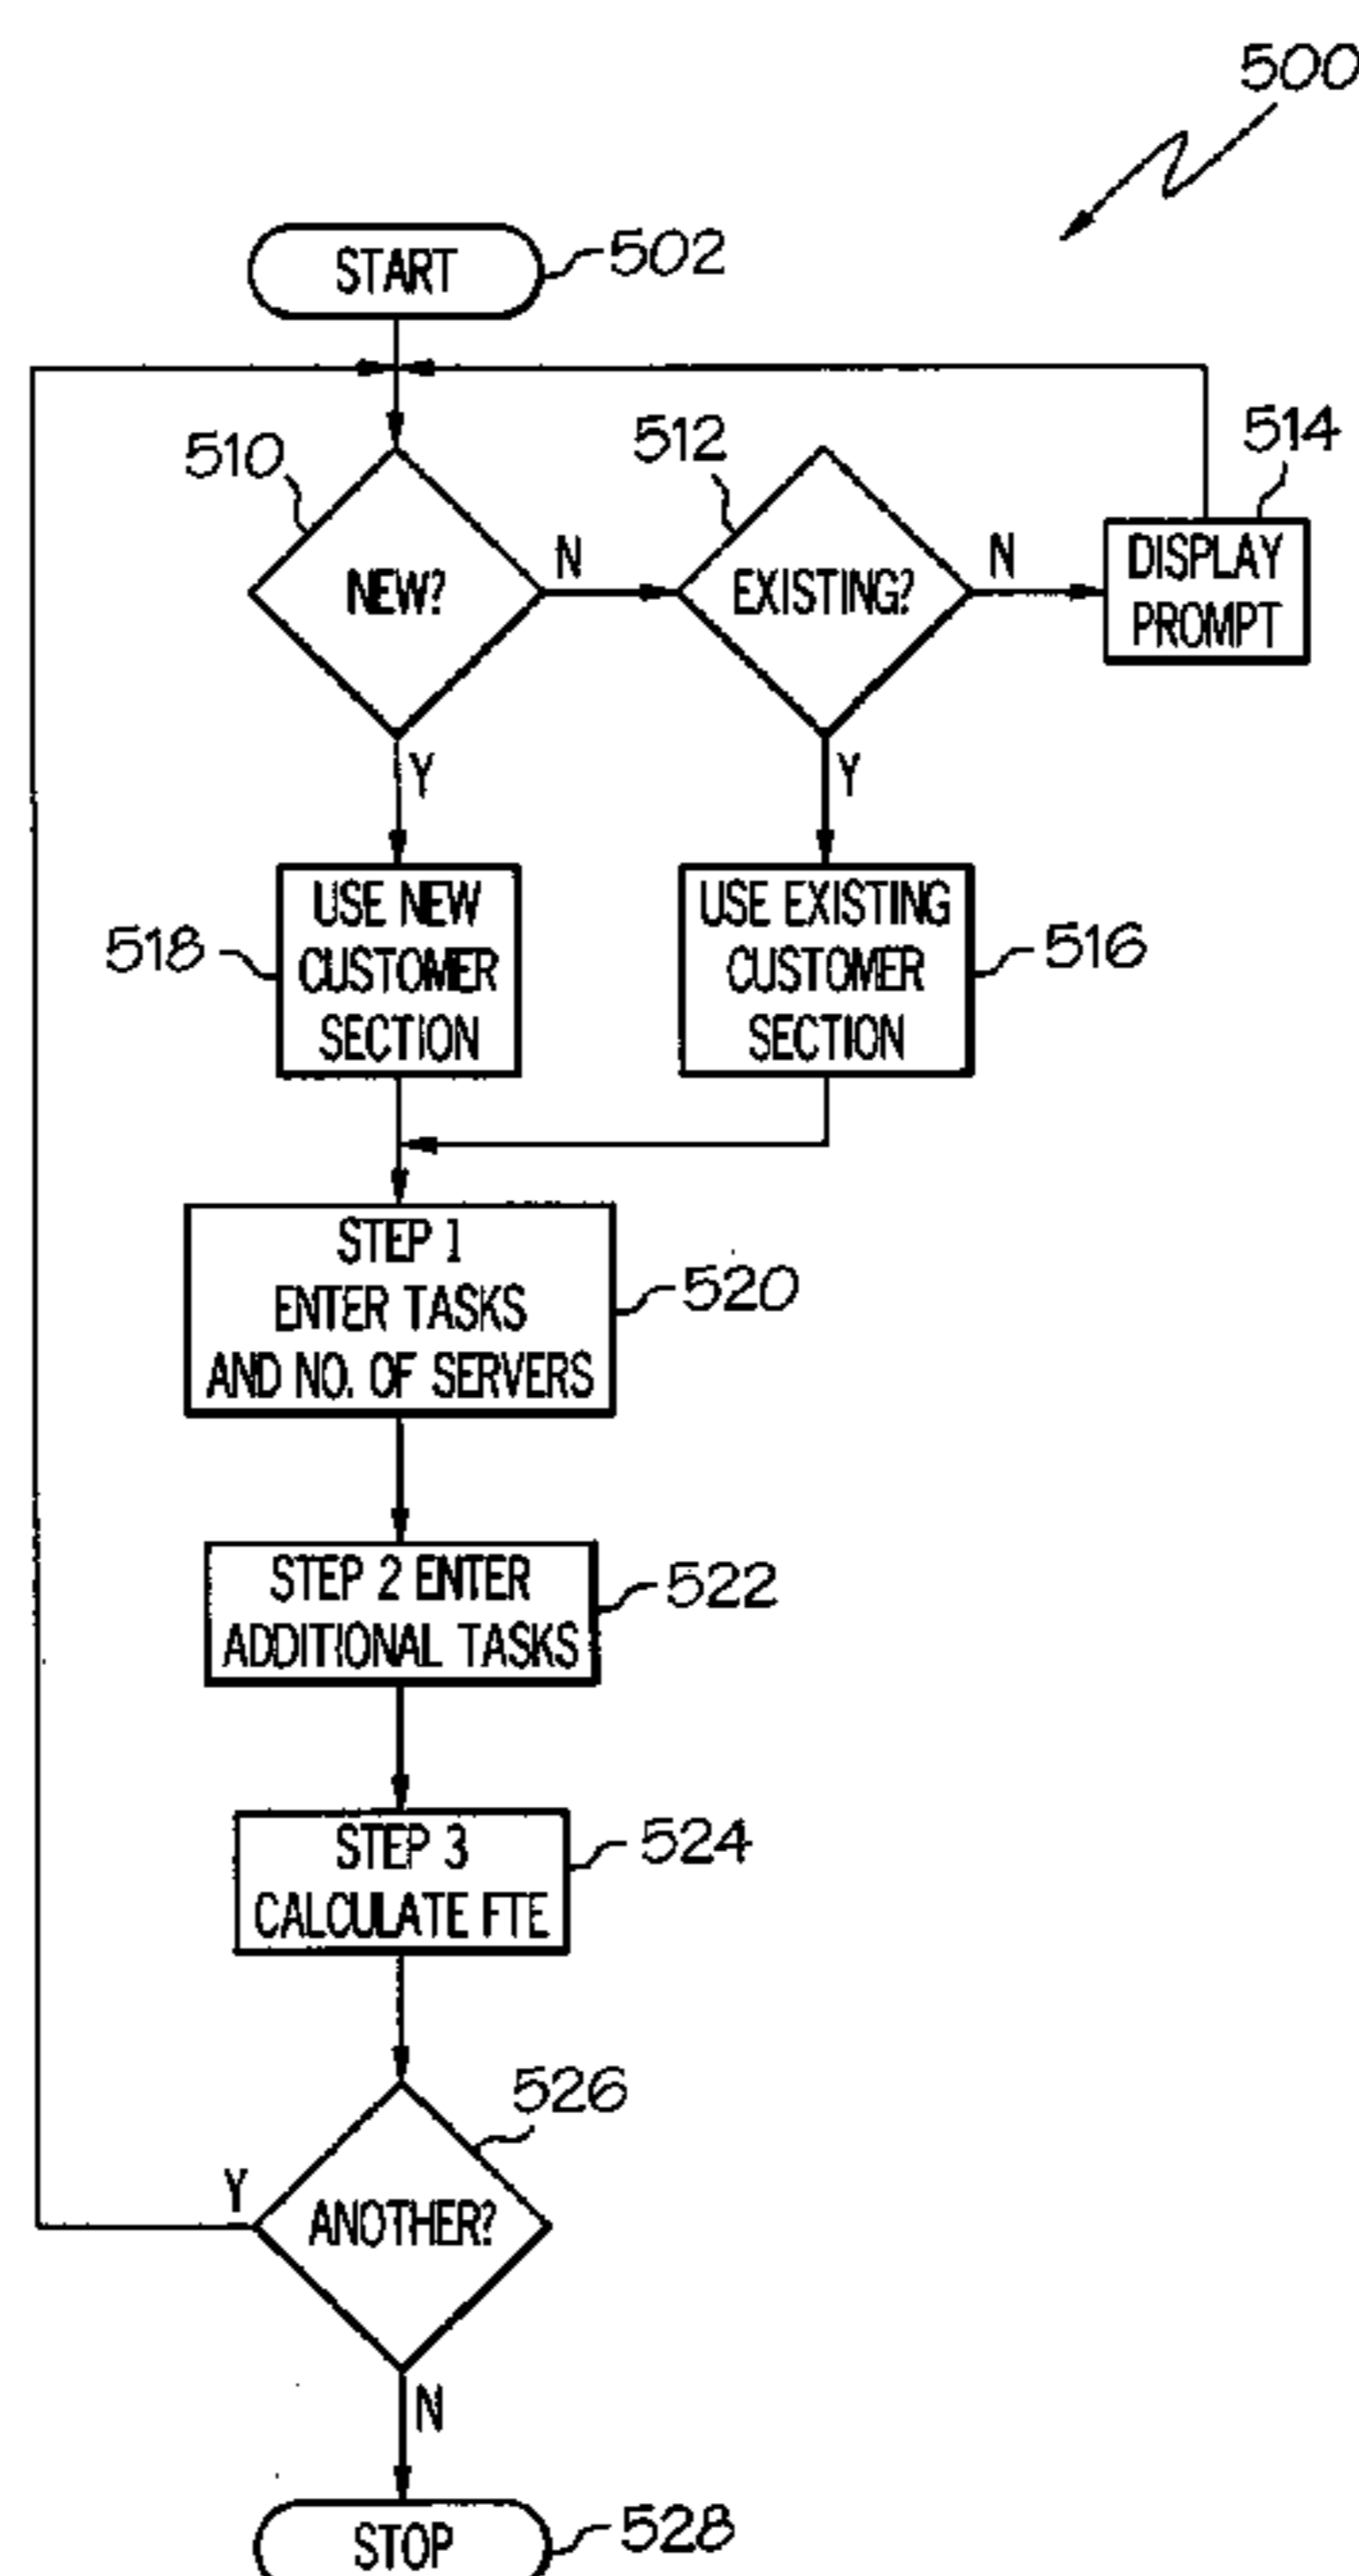 500
START
502
510
512
514
NEW?
N
EXISTING?
N
DISPLAY
PROMPT
Y
Y
518
USE NEW
CUSTOMER
SECTION
USE EXISTING
CUSTOMER
SECTION
516
STEP 1
ENTER TASKS
AND NO. OF SERVERS
520
STEP 2 ENTER
ADDITIONAL TASKS
522
STEP 3
CALCULATE FTE
524
526
Y
ANOTHER?
N
STOP
528